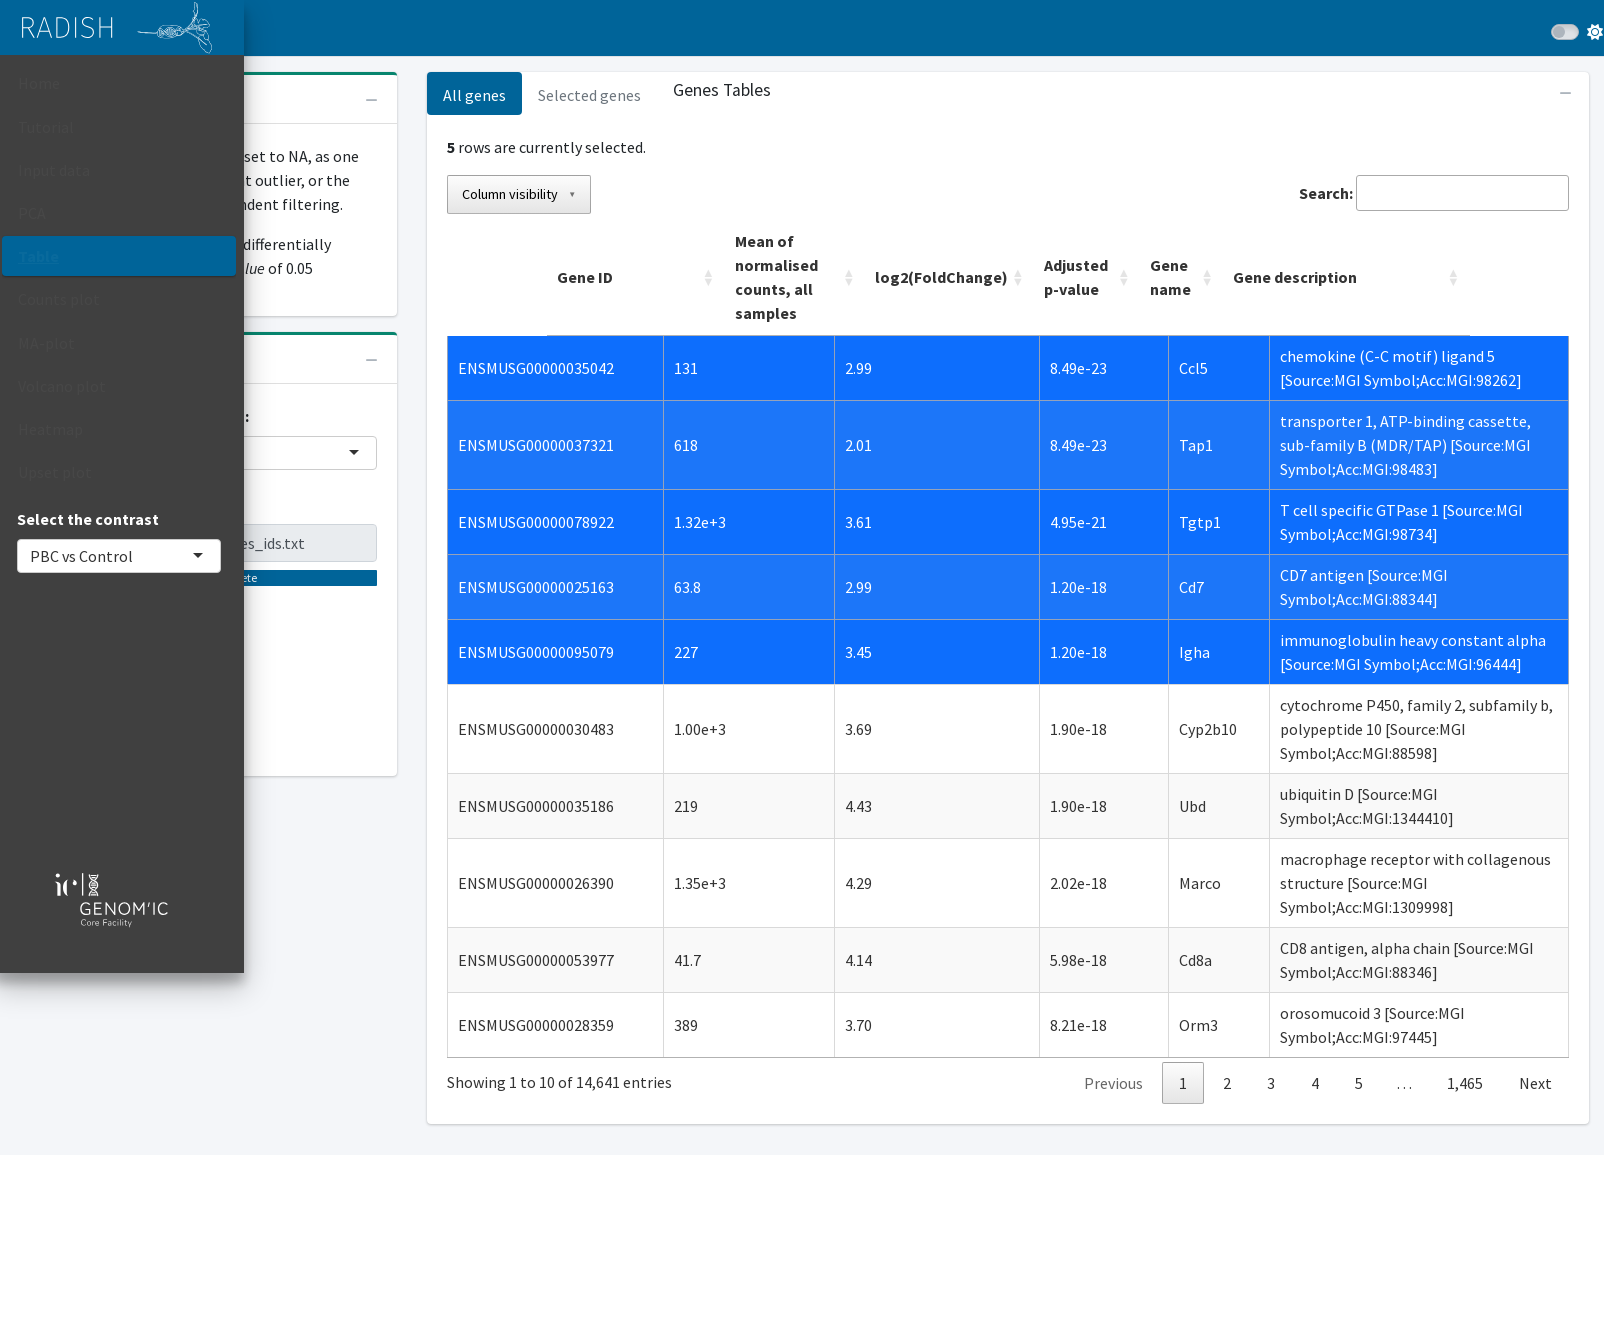 RADISH
Home
Tutorial
Input data
PCA
Table
Counts plot
MA-plot
Volcano plot
Heatmap
Upset plot
Select the contrast
PBC vs Control
ic
GENOM'IC
Core Facility
set to NA, as one
outlier, or the
filtering.
differentially
of 0.05
:
es_ids.txt
All genes
Selected genes
Genes Tables
5 rows are currently selected.
Column visibility
Search:
Gene ID
Mean of
normalised
counts, all
samples
log2(FoldChange)
Adjusted
p-value
Gene
name
Gene description
ENSMUSG00000035042 131 2.99 8.49e-23 Ccl5
chemokine (C-C motif) ligand 5
[Source:MGI Symbol;Acc:MGI:98262]
ENSMUSG00000037321 618 2.01 8.49e-23 Tap1
transporter 1, ATP-binding cassette,
sub-family B (MDR/TAP) [Source:MGI
Symbol;Acc:MGI:98483]
ENSMUSG00000078922 1.32e+3 3.61 4.95e-21 Tgtp1
T cell specific GTPase 1 [Source:MGI
Symbol;Acc:MGI:98734]
ENSMUSG00000025163 63.8 2.99 1.20e-18 Cd7
CD7 antigen [Source:MGI
Symbol;Acc:MGI:88344]
ENSMUSG00000095079 227 3.45 1.20e-18 Igha
immunoglobulin heavy constant alpha
[Source:MGI Symbol;Acc:MGI:96444]
ENSMUSG00000030483 1.00e+3 3.69 1.90e-18 Cyp2b10
cytochrome P450, family 2, subfamily b,
polypeptide 10 [Source:MGI
Symbol;Acc:MGI:88598]
ENSMUSG00000035186 219 4.43 1.90e-18 Ubd
ubiquitin D [Source:MGI
Symbol;Acc:MGI:1344410]
ENSMUSG00000026390 1.35e+3 4.29 2.02e-18 Marco
macrophage receptor with collagenous
structure [Source:MGI
Symbol;Acc:MGI:1309998]
ENSMUSG00000053977 41.7 4.14 5.98e-18 Cd8a
CD8 antigen, alpha chain [Source:MGI
Symbol;Acc:MGI:88346]
ENSMUSG00000028359 389 3.70 8.21e-18 Orm3
orosomucoid 3 [Source:MGI
Symbol;Acc:MGI:97445]
Showing 1 to 10 of 14,641 entries
Previous 1 2 3 4 5 … 1,465 Next